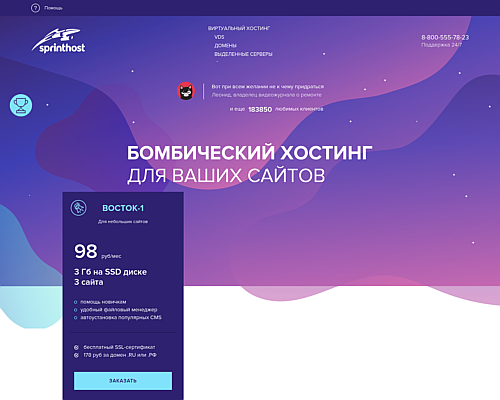 Помощь
sprinthost
ВИРТУАЛЬНЫЙ ХОСТИНГ
VDS
ДОМЕНЫ
ВЫДЕЛЕННЫЕ СЕРВЕРЫ
8-800-555-78-23
Поддержка 24/7
Вот при всем желании не к чему придраться
Леонид, владелец видеожурнала о ремонте
и еще 183850 любимых клиентов
БОМБИЧЕСКИЙ ХОСТИНГ
ДЛЯ ВАШИХ САЙТОВ
ВОСТОК-1
Для небольших сайтов
98 руб/мес
3 Гб на SSD диске
3 сайта
помощь новичкам
удобный файловый менеджер
автоустановка популярных CMS
бесплатный SSL-сертификат
178 руб за домен .RU или .РФ
ЗАКАЗАТЬ